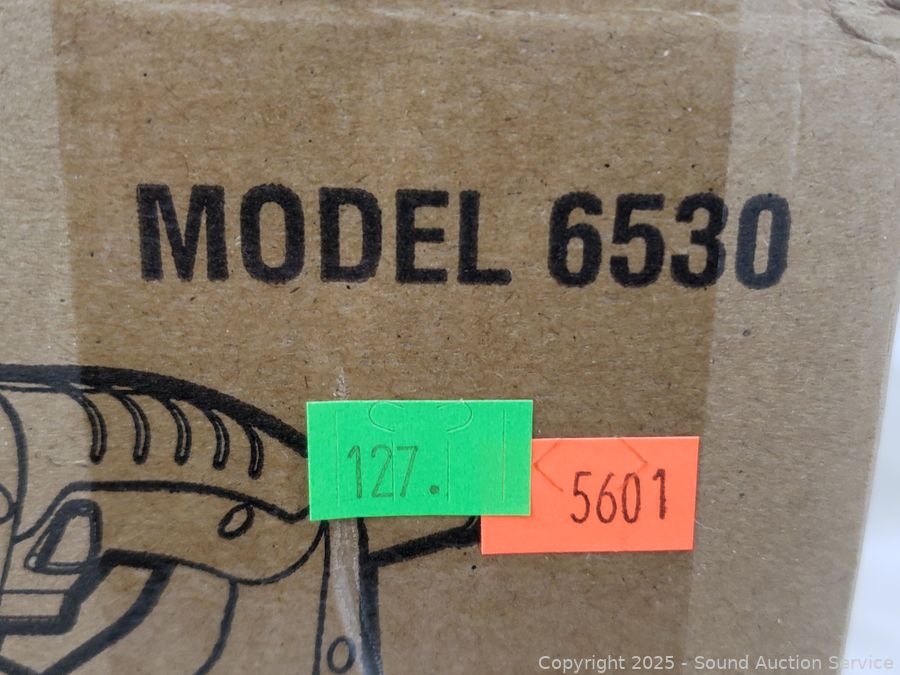 MODEL 6530
127.
5601
Copyright 2025 - Sound Auction Service